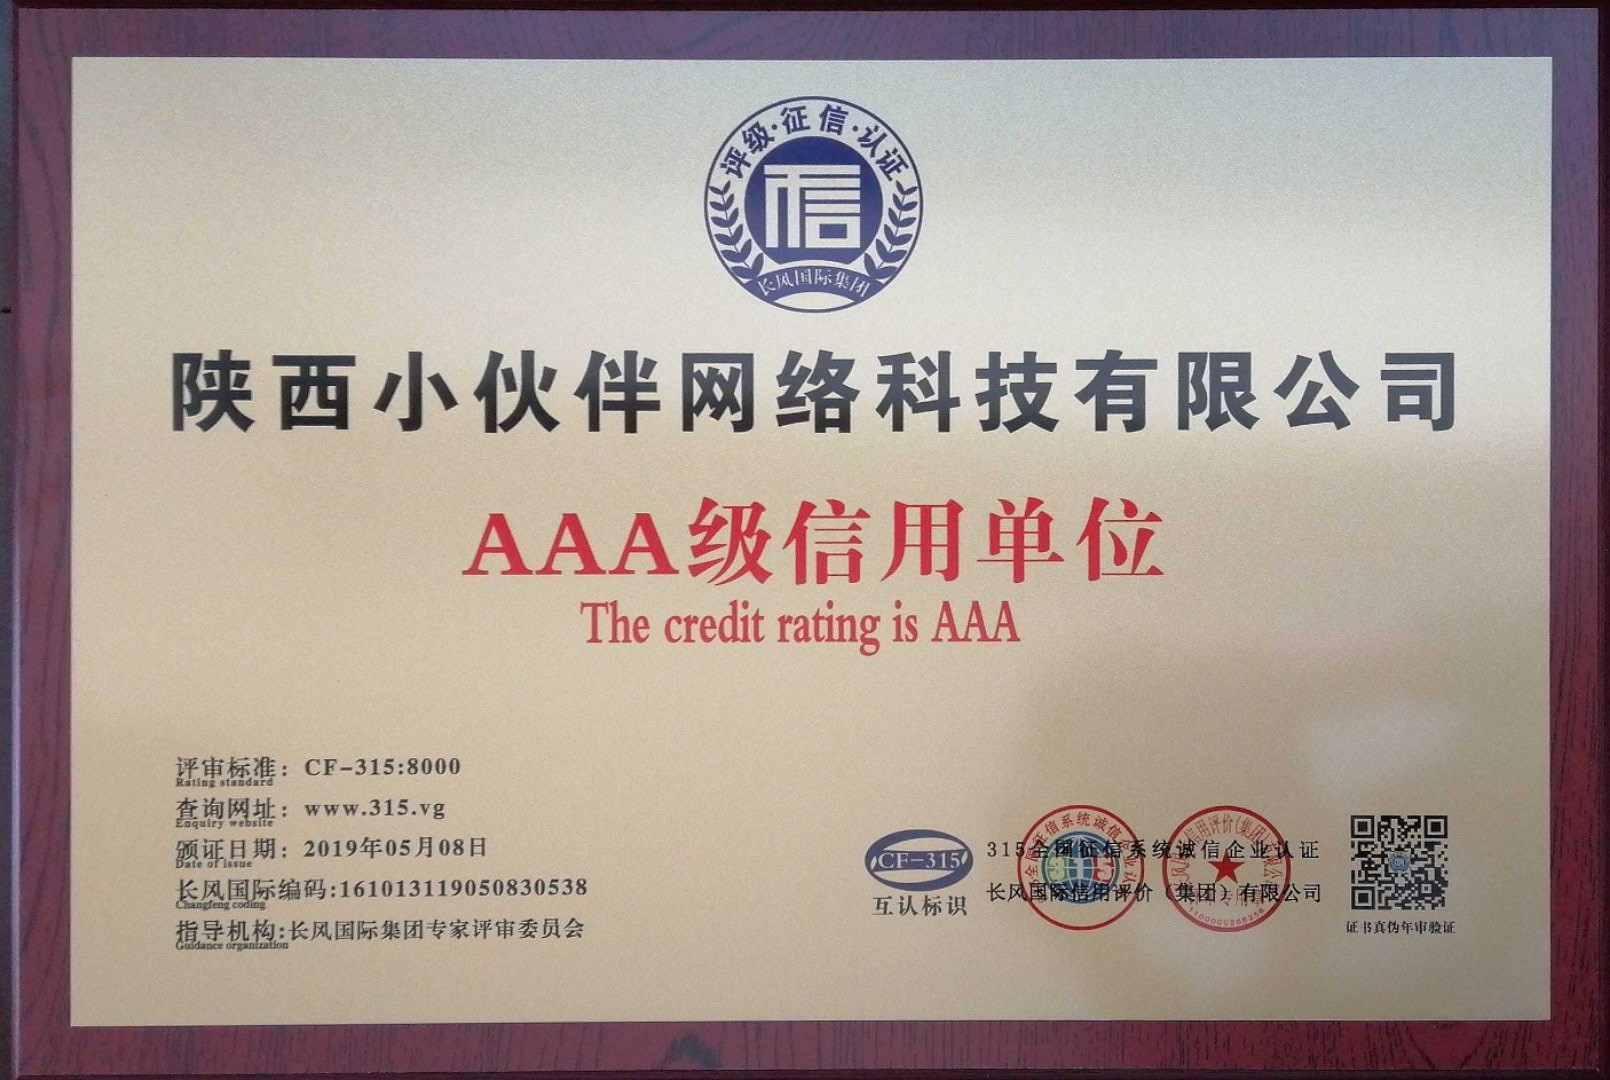 评级·征信·认证
信
长风国际集团
陕西小伙伴网络科技有限公司
AAA级信用单位
The credit rating is AAA
评审标准：CF-315:8000
Rating standard
查询网址：www.315.vg
Enquiry website
颁证日期：2019年05月08日
Date of issue
长风国际编码:161013119050830538
Changfeng coding
指导机构:长风国际集团专家评审委员会
Guidance organization
CF-315
互认标识
315全国征信系统诚信企业认证
长风国际信用评价（集团）有限公司
证书真伪年审验证